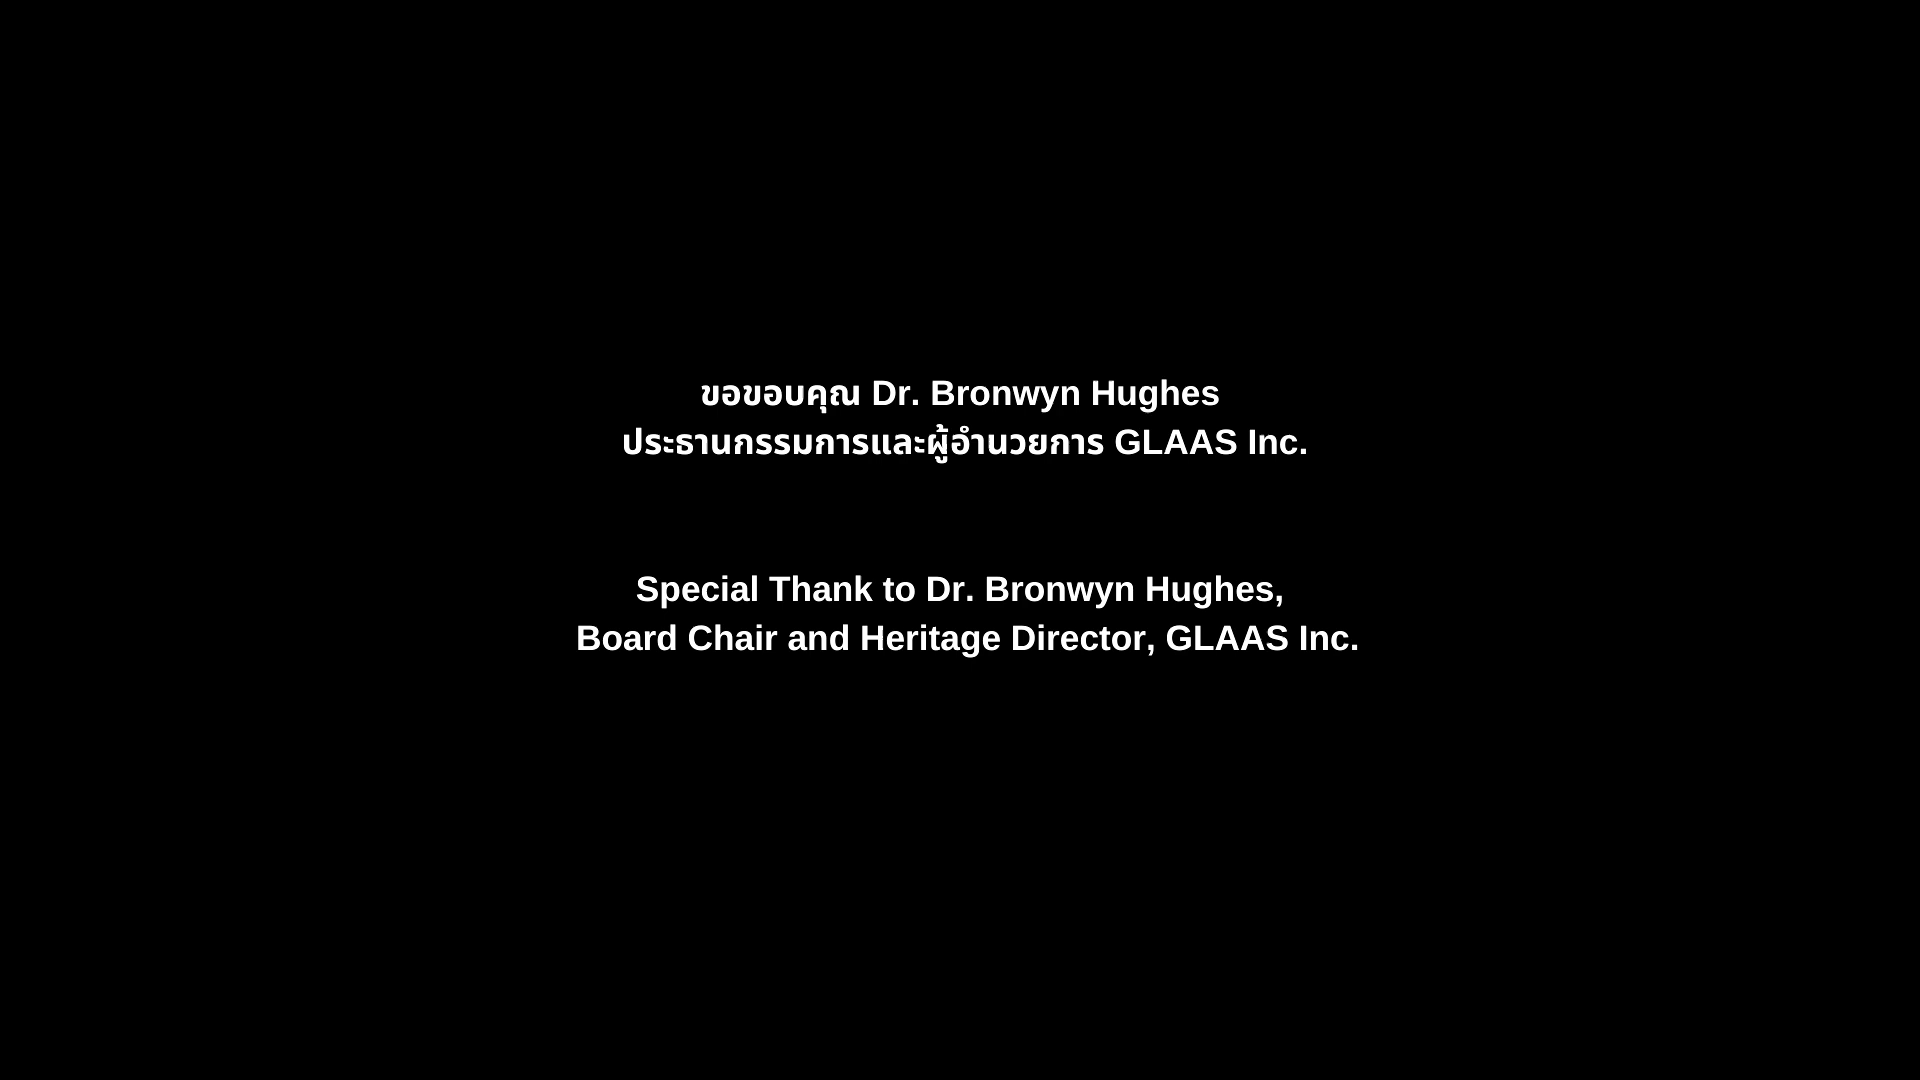 ขอขอบคุณ Dr. Bronwyn Hughes
ประธานกรรมการและผู้อำนวยการ GLAAS Inc.
Special Thank to Dr. Bronwyn Hughes,
Board Chair and Heritage Director, GLAAS Inc.